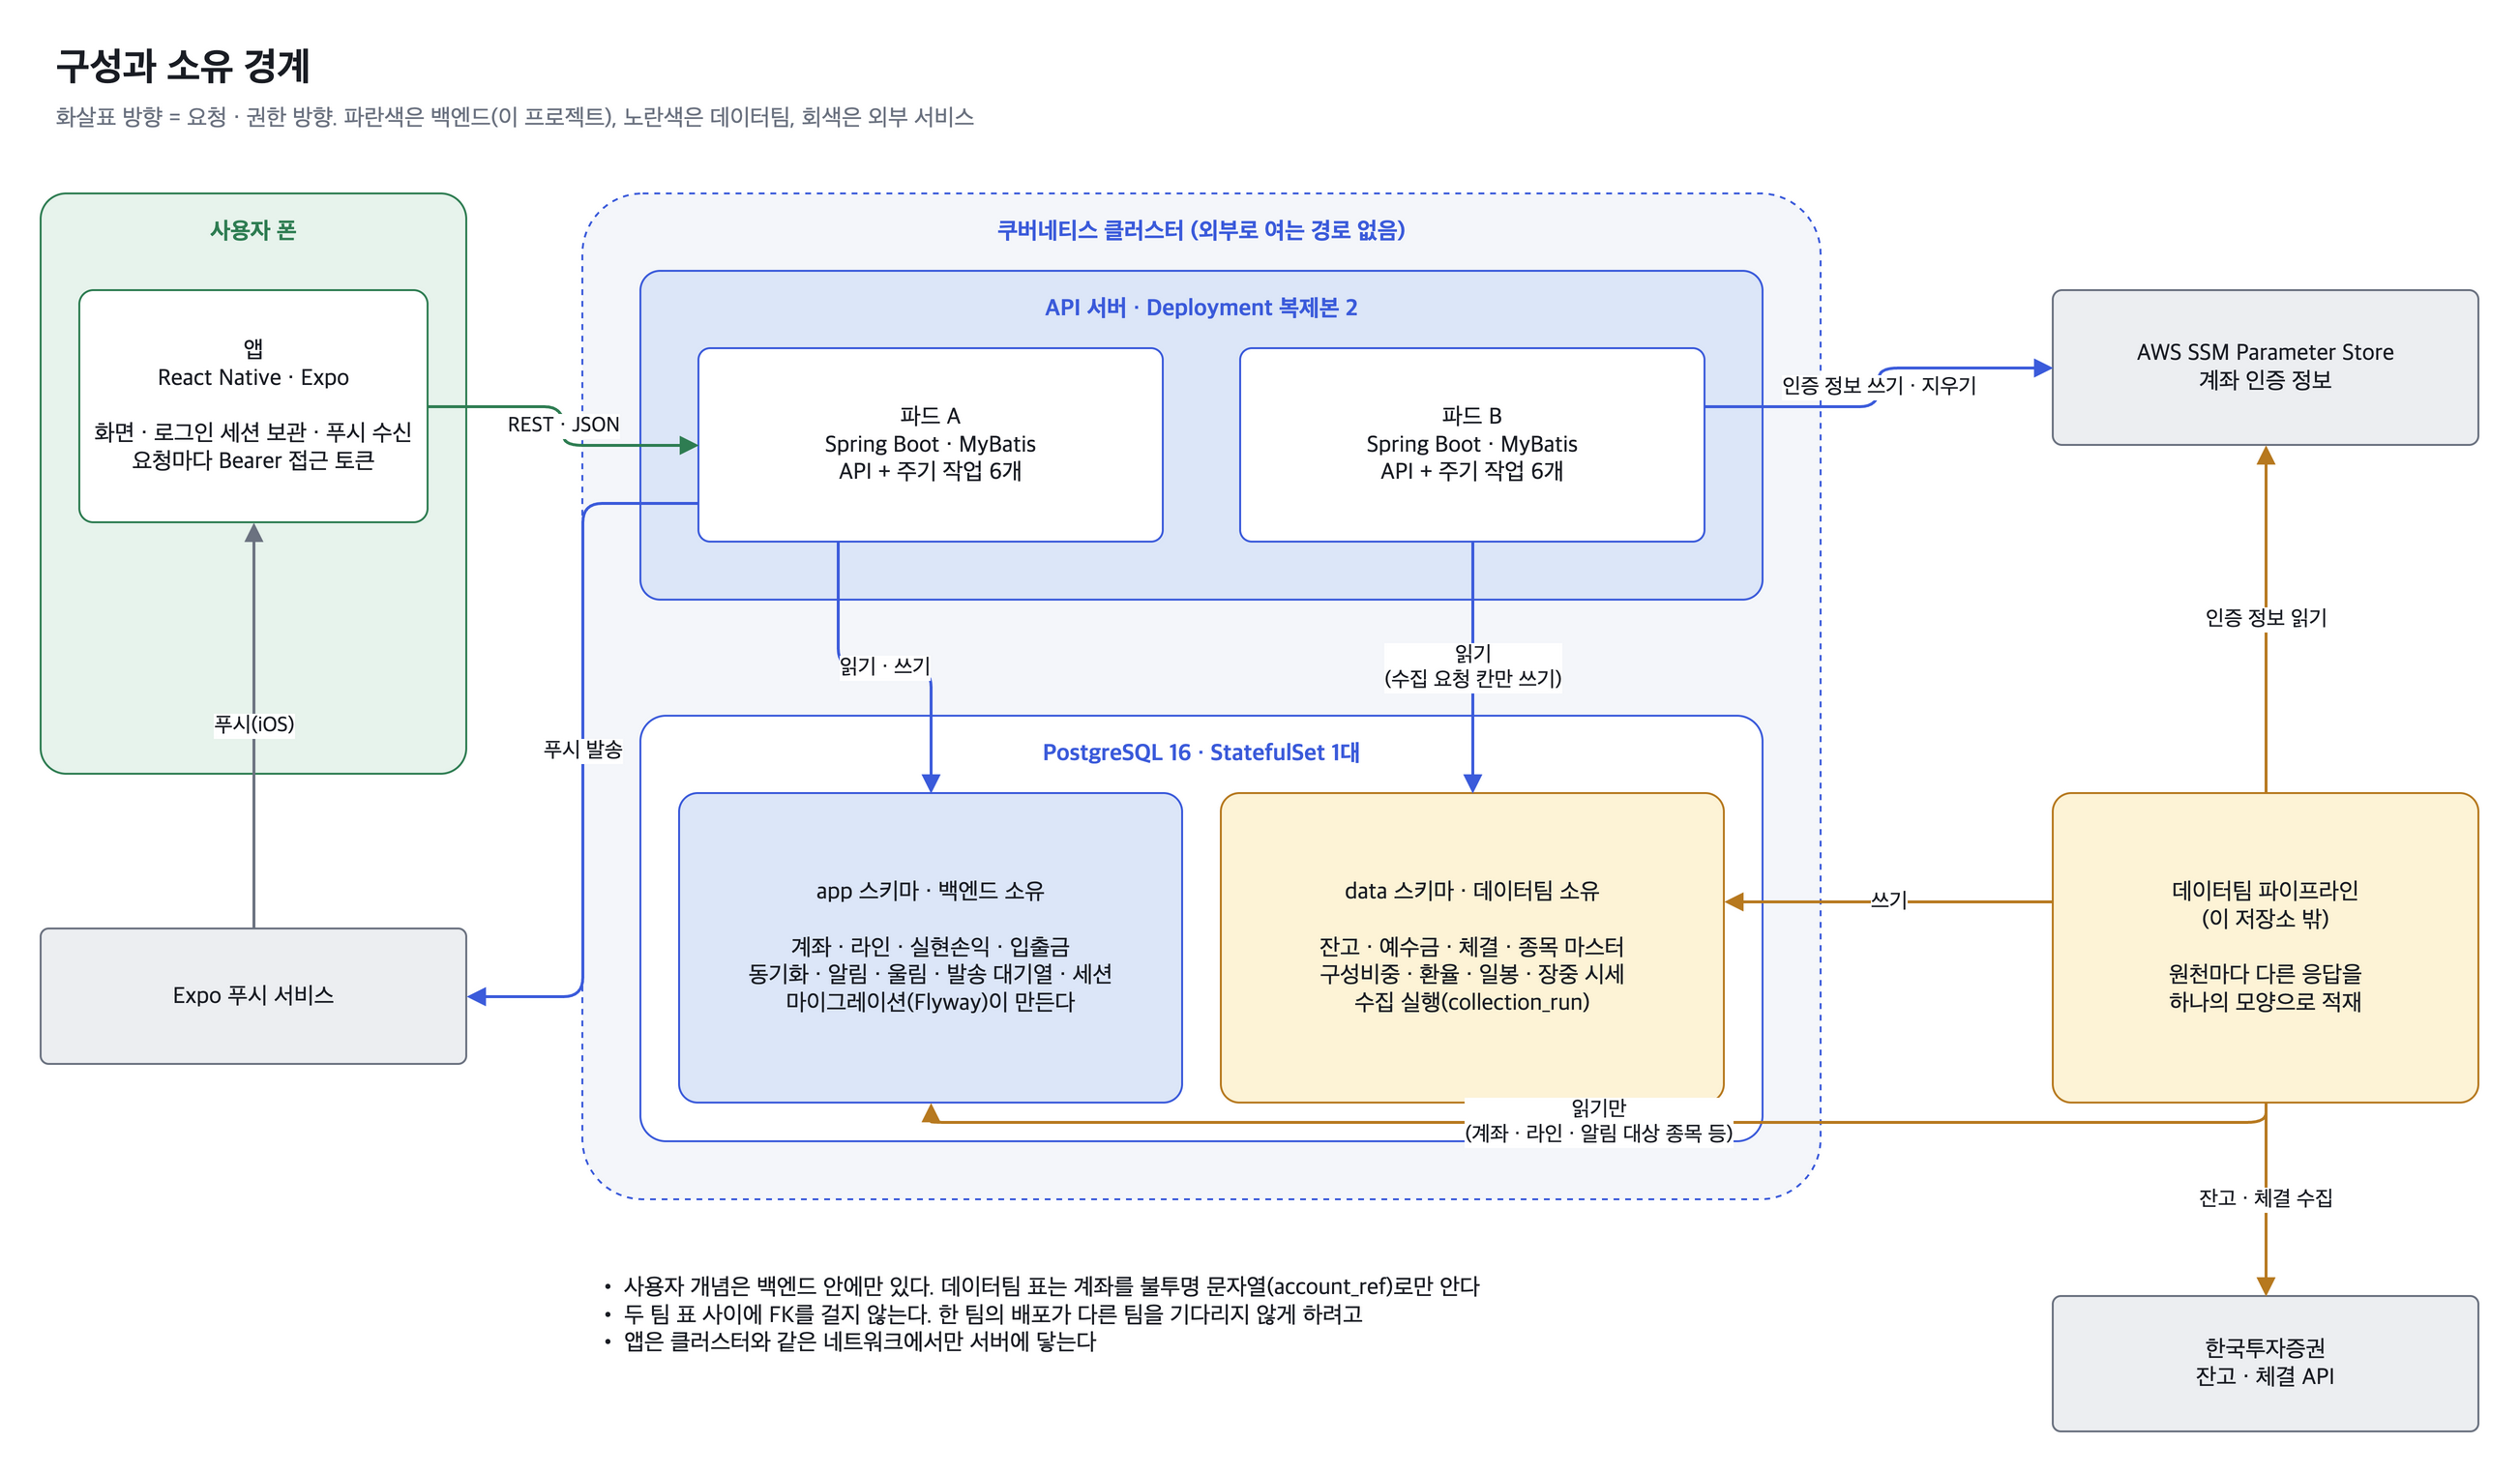 구성과 소유 경계
화살표 방향 = 요청 · 권한 방향. 파란색은 백엔드(이 프로젝트), 노란색은 데이터팀, 회색은 외부 서비스
사용자 폰
앱
React Native · Expo
화면 · 로그인 세션 보관 · 푸시 수신
요청마다 Bearer 접근 토큰
REST · JSON
쿠버네티스 클러스터 (외부로 여는 경로 없음)
API 서버 · Deployment 복제본 2
파드 A
Spring Boot · MyBatis
API + 주기 작업 6개
파드 B
Spring Boot · MyBatis
API + 주기 작업 6개
인증 정보 쓰기 · 지우기
AWS SSM Parameter Store
계좌 인증 정보
인증 정보 읽기
읽기 · 쓰기
읽기
(수집 요청 칸만 쓰기)
푸시(iOS)
푸시 발송
PostgreSQL 16 · StatefulSet 1대
app 스키마 · 백엔드 소유
계좌 · 라인 · 실현손익 · 입출금
동기화 · 알림 · 울림 · 발송 대기열 · 세션
마이그레이션(Flyway)이 만든다
data 스키마 · 데이터팀 소유
잔고 · 예수금 · 체결 · 종목 마스터
구성비중 · 환율 · 일봉 · 장중 시세
수집 실행(collection_run)
쓰기
데이터팀 파이프라인
(이 저장소 밖)
원천마다 다른 응답을
하나의 모양으로 적재
Expo 푸시 서비스
읽기만
(계좌 · 라인 · 알림 대상 종목 등)
잔고 · 체결 수집
• 사용자 개념은 백엔드 안에만 있다. 데이터팀 표는 계좌를 불투명 문자열(account_ref)로만 안다
• 두 팀 표 사이에 FK를 걸지 않는다. 한 팀의 배포가 다른 팀을 기다리지 않게 하려고
• 앱은 클러스터와 같은 네트워크에서만 서버에 닿는다
한국투자증권
잔고 · 체결 API